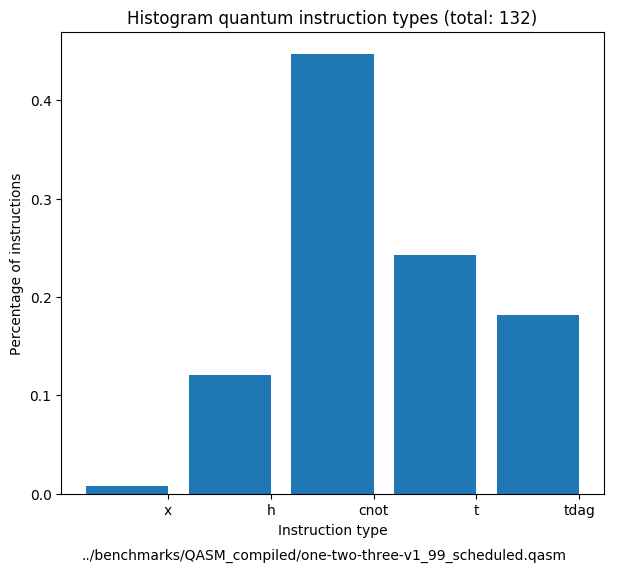 Histogram quantum instruction types (total: 132)
Percentage of instructions
0.4
0.3
0.2
0.1
0.0
x h cnot t tdag
Instruction type
../benchmarks/QASM_compiled/one-two-three-v1_99_scheduled.qasm